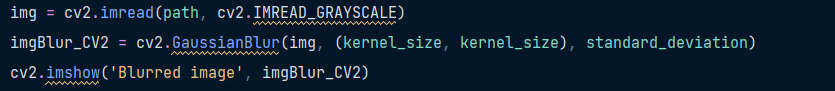 img = cv2.imread(path, cv2.IMREAD_GRAYSCALE)
imgBlur_CV2 = cv2.GaussianBlur(img, (kernel_size, kernel_size), standard_deviation)
cv2.imshow('Blurred image', imgBlur_CV2)